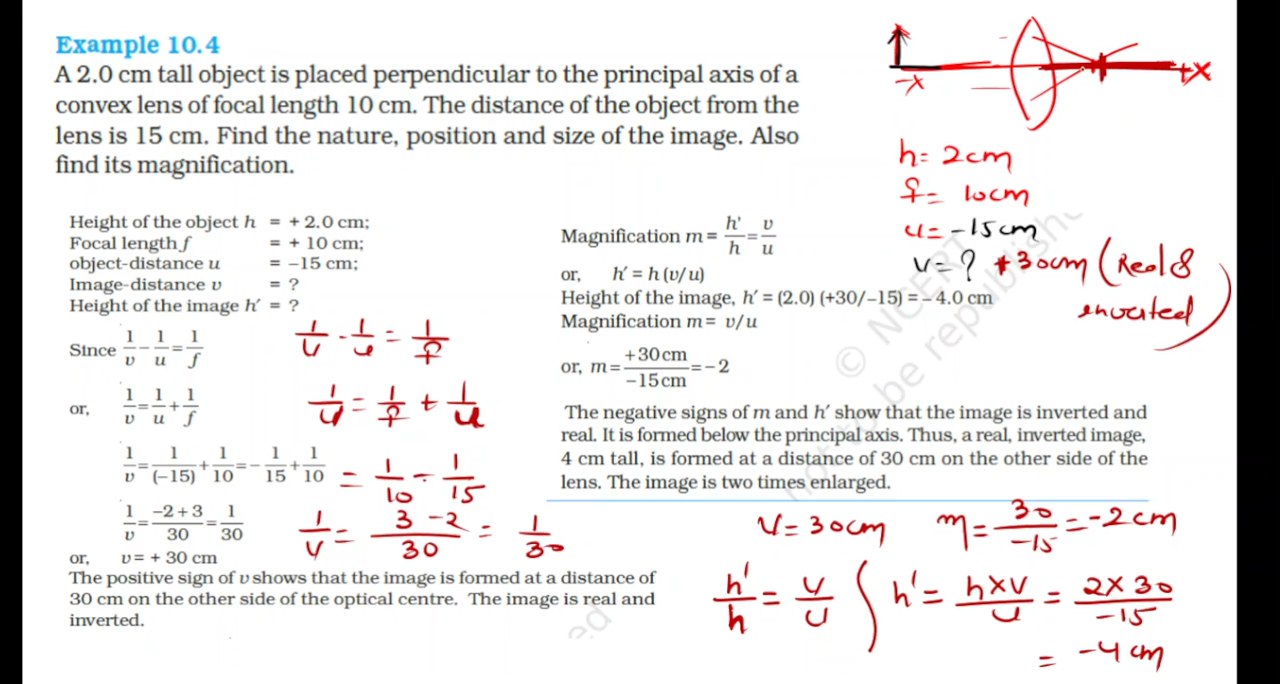 Example 10.4
A 2.0 cm tall object is placed perpendicular to the principal axis of a
convex lens of focal length 10 cm. The distance of the object from the
lens is 15 cm. Find the nature, position and size of the image. Also
find its magnification.
Height of the object h = + 2.0 cm;
Focal length f = + 10 cm;
object-distance u = –15 cm;
Image-distance v = ?
Height of the image h′ = ?
Since 1/v – 1/u = 1/f
or, 1/v = 1/u + 1/f
1/v = 1/(–15) + 1/10 = – 1/15 + 1/10
1/v = (–2 + 3)/30 = 1/30
or, v = + 30 cm
The positive sign of v shows that the image is formed at a distance of
30 cm on the other side of the optical centre. The image is real and
inverted.
1/v - 1/u = 1/f
1/v = 1/f + 1/u
= 1/10 - 1/15
1/v = (3 - 2)/30 = 1/30
Magnification m = h'/h = v/u
or, h′ = h (v/u)
Height of the image, h′ = (2.0) (+30/–15) = – 4.0 cm
Magnification m = v/u
or, m = +30 cm/–15 cm = – 2
The negative signs of m and h′ show that the image is inverted and
real. It is formed below the principal axis. Thus, a real, inverted image,
4 cm tall, is formed at a distance of 30 cm on the other side of the
lens. The image is two times enlarged.
-x
+x
h = 2cm
f = 10cm
u = -15cm
v = ? +30cm (Real &
inverted)
v = 30cm m = 30/-15 = -2cm
h'/h = v/u h' = h×v/u = 2×30/-15
= -4cm
© NCERT
not to be republished